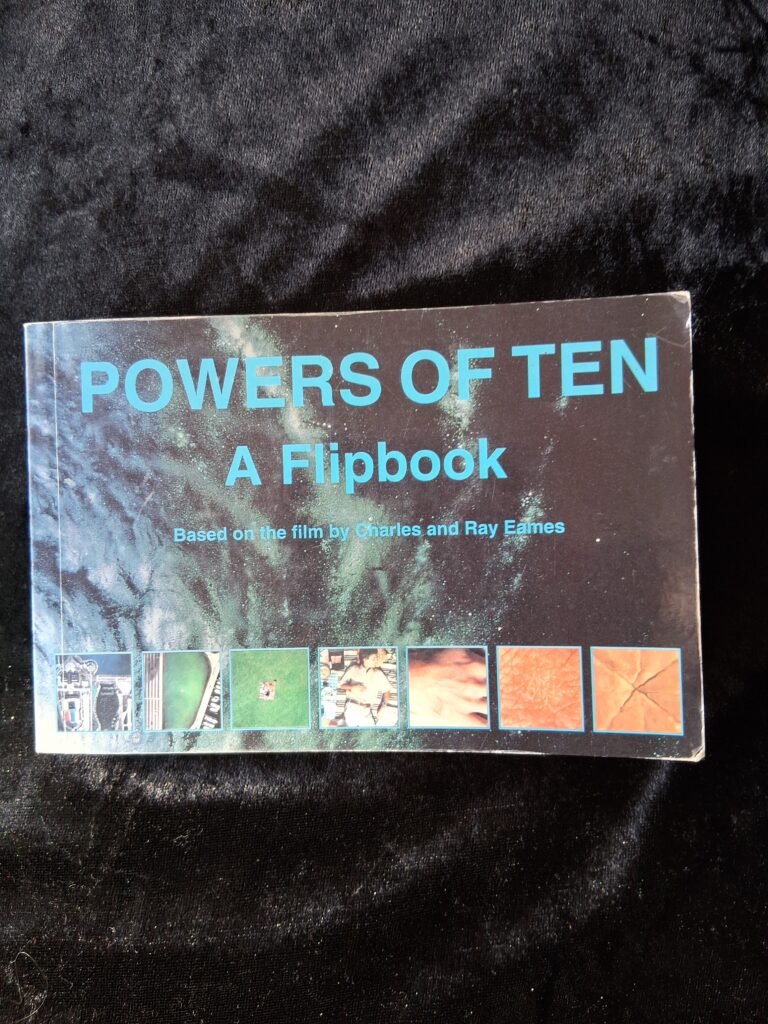 POWERS OF TEN
A Flipbook
Based on the film by Charles and Ray Eames